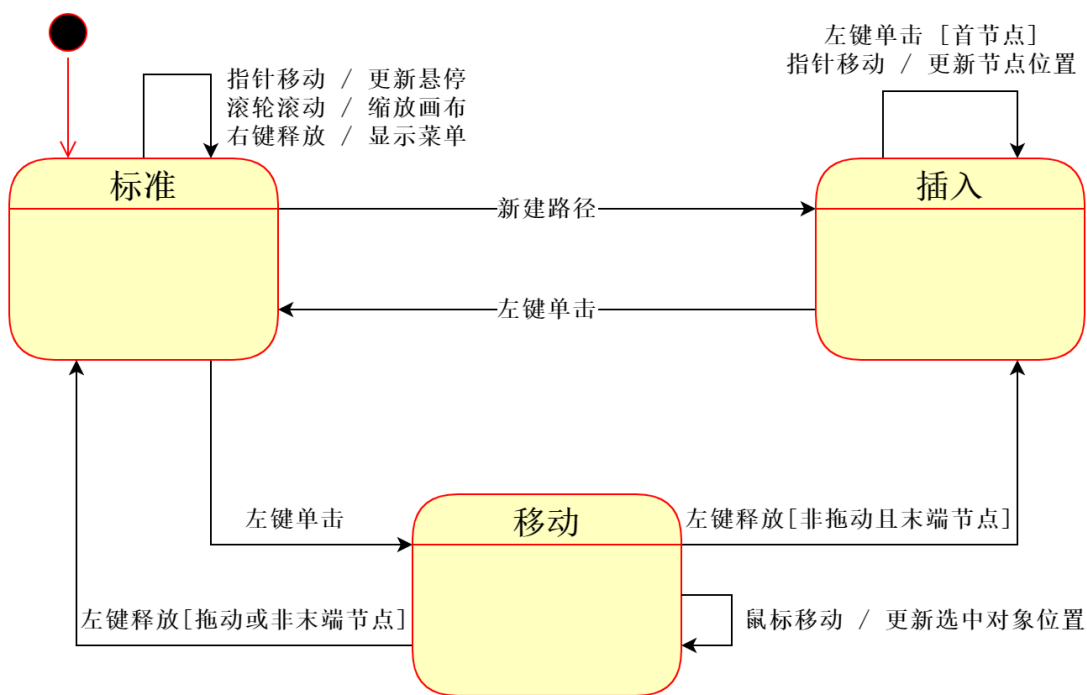 左键单击 [首节点]
指针移动 / 更新节点位置
指针移动 / 更新悬停
滚轮滚动 / 缩放画布
右键释放 / 显示菜单
标准
插入
新建路径
左键单击
左键单击
移动
左键释放[非拖动且末端节点]
左键释放[拖动或非末端节点]
鼠标移动 / 更新选中对象位置